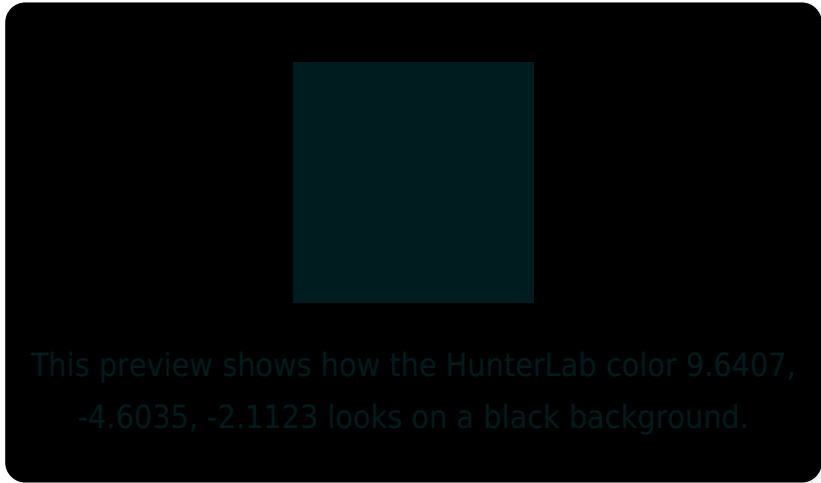 This preview shows how the HunterLab color 9.6407,
-4.6035, -2.1123 looks on a black background.